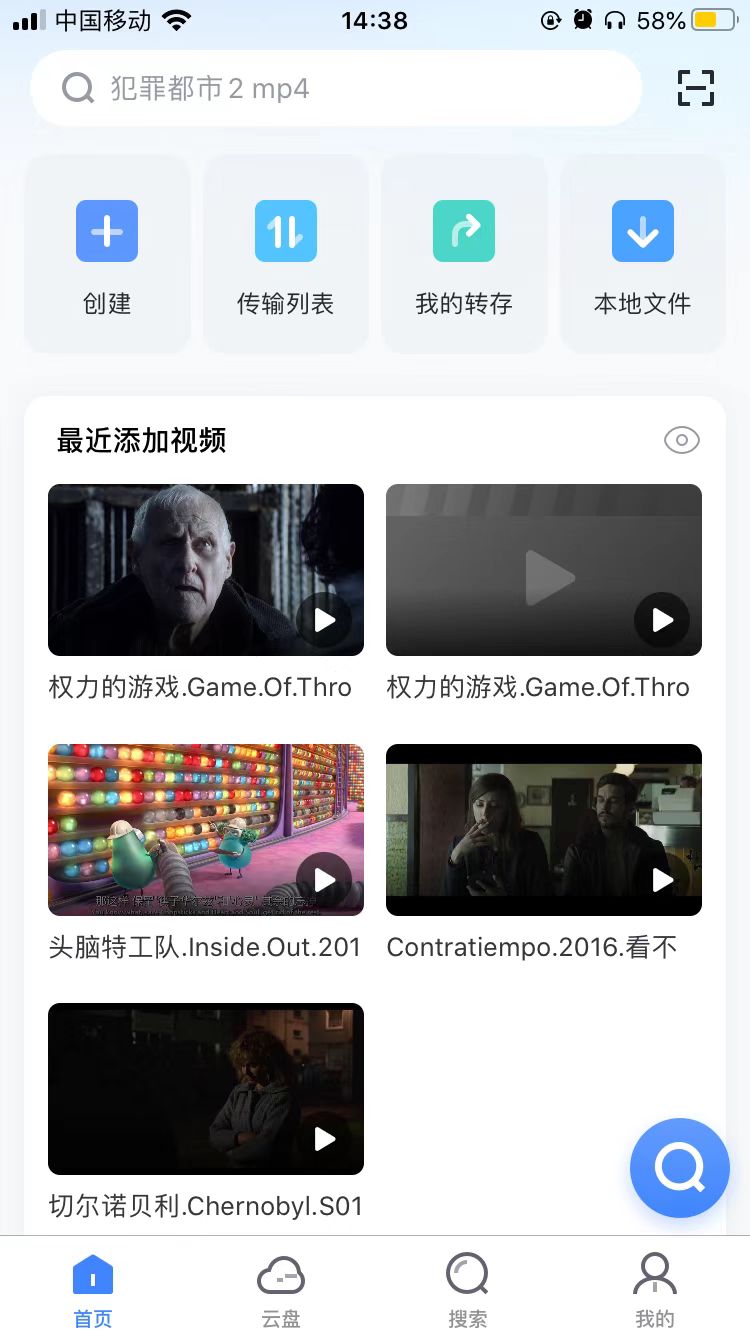 中国移动
14:38
58%
犯罪都市2 mp4
创建
传输列表
我的转存
本地文件
最近添加视频
权力的游戏.Game.Of.Thro
权力的游戏.Game.Of.Thro
头脑特工队.Inside.Out.201
Contratiempo.2016.看不
切尔诺贝利.Chernobyl.S01
首页
云盘
搜索
我的